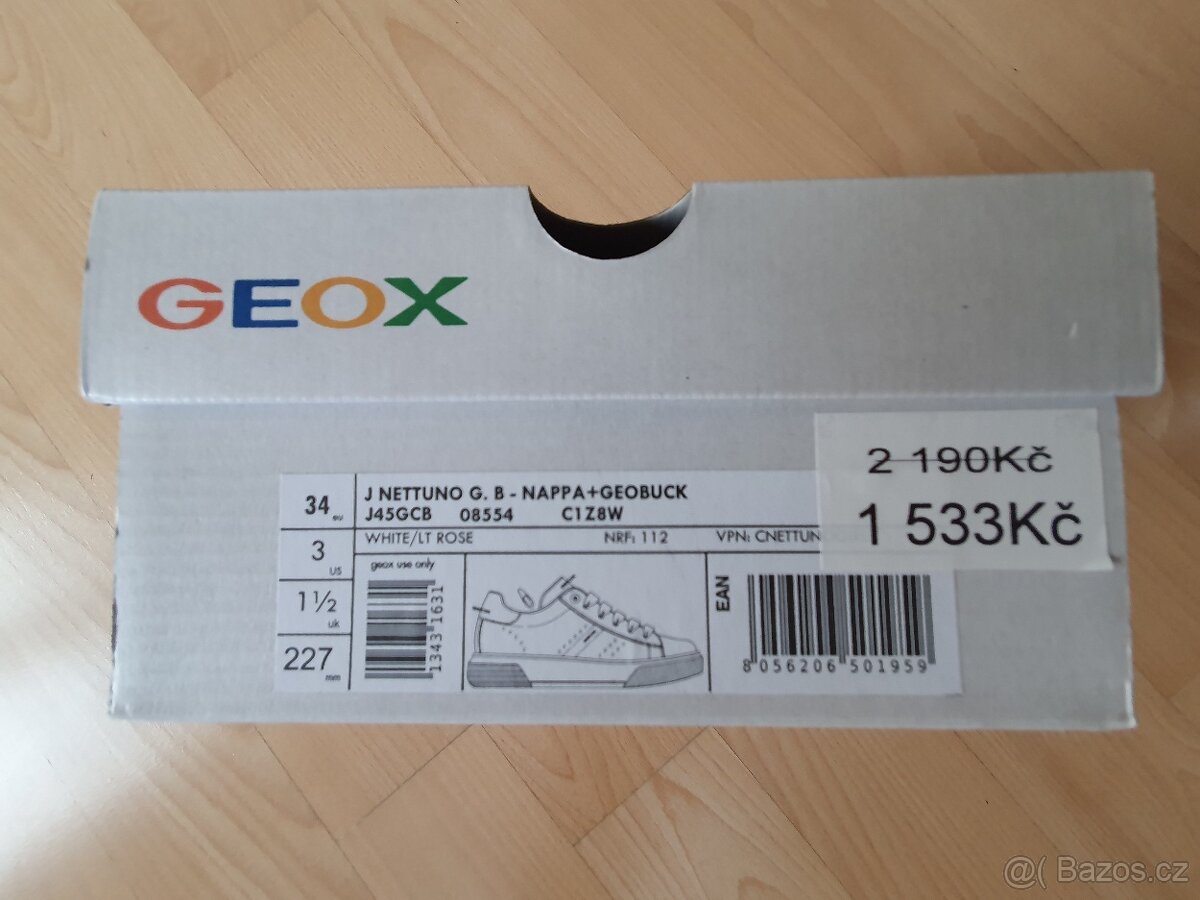 GEOX
2 190Kč
1 533Kč
34 eu
J NETTUNO G. B - NAPPA+GEOBUCK
J45GCB 08554 C1Z8W
3 US
WHITE/LT ROSE NRF: 112 VPN: CNETTUN
1½ uk
227 mm
geox use only
1343 1631
EAN
8 056206 501959
@( Bazos.cz